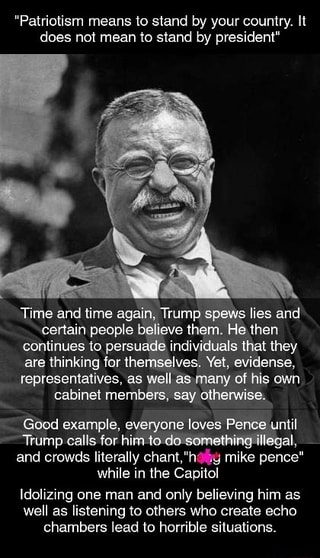 "Patriotism means to stand by your country. It
does not mean to stand by president"
Time and time again, Trump spews lies and
certain people believe them. He then
continues to persuade individuals that they
are thinking for themselves. Yet, evidense,
representatives, as well as many of his own
cabinet members, say otherwise.
Good example, everyone loves Pence until
Trump calls for him to do something illegal,
and crowds literally chant,"h g mike pence"
while in the Capitol
Idolizing one man and only believing him as
well as listening to others who create echo
chambers lead to horrible situations.